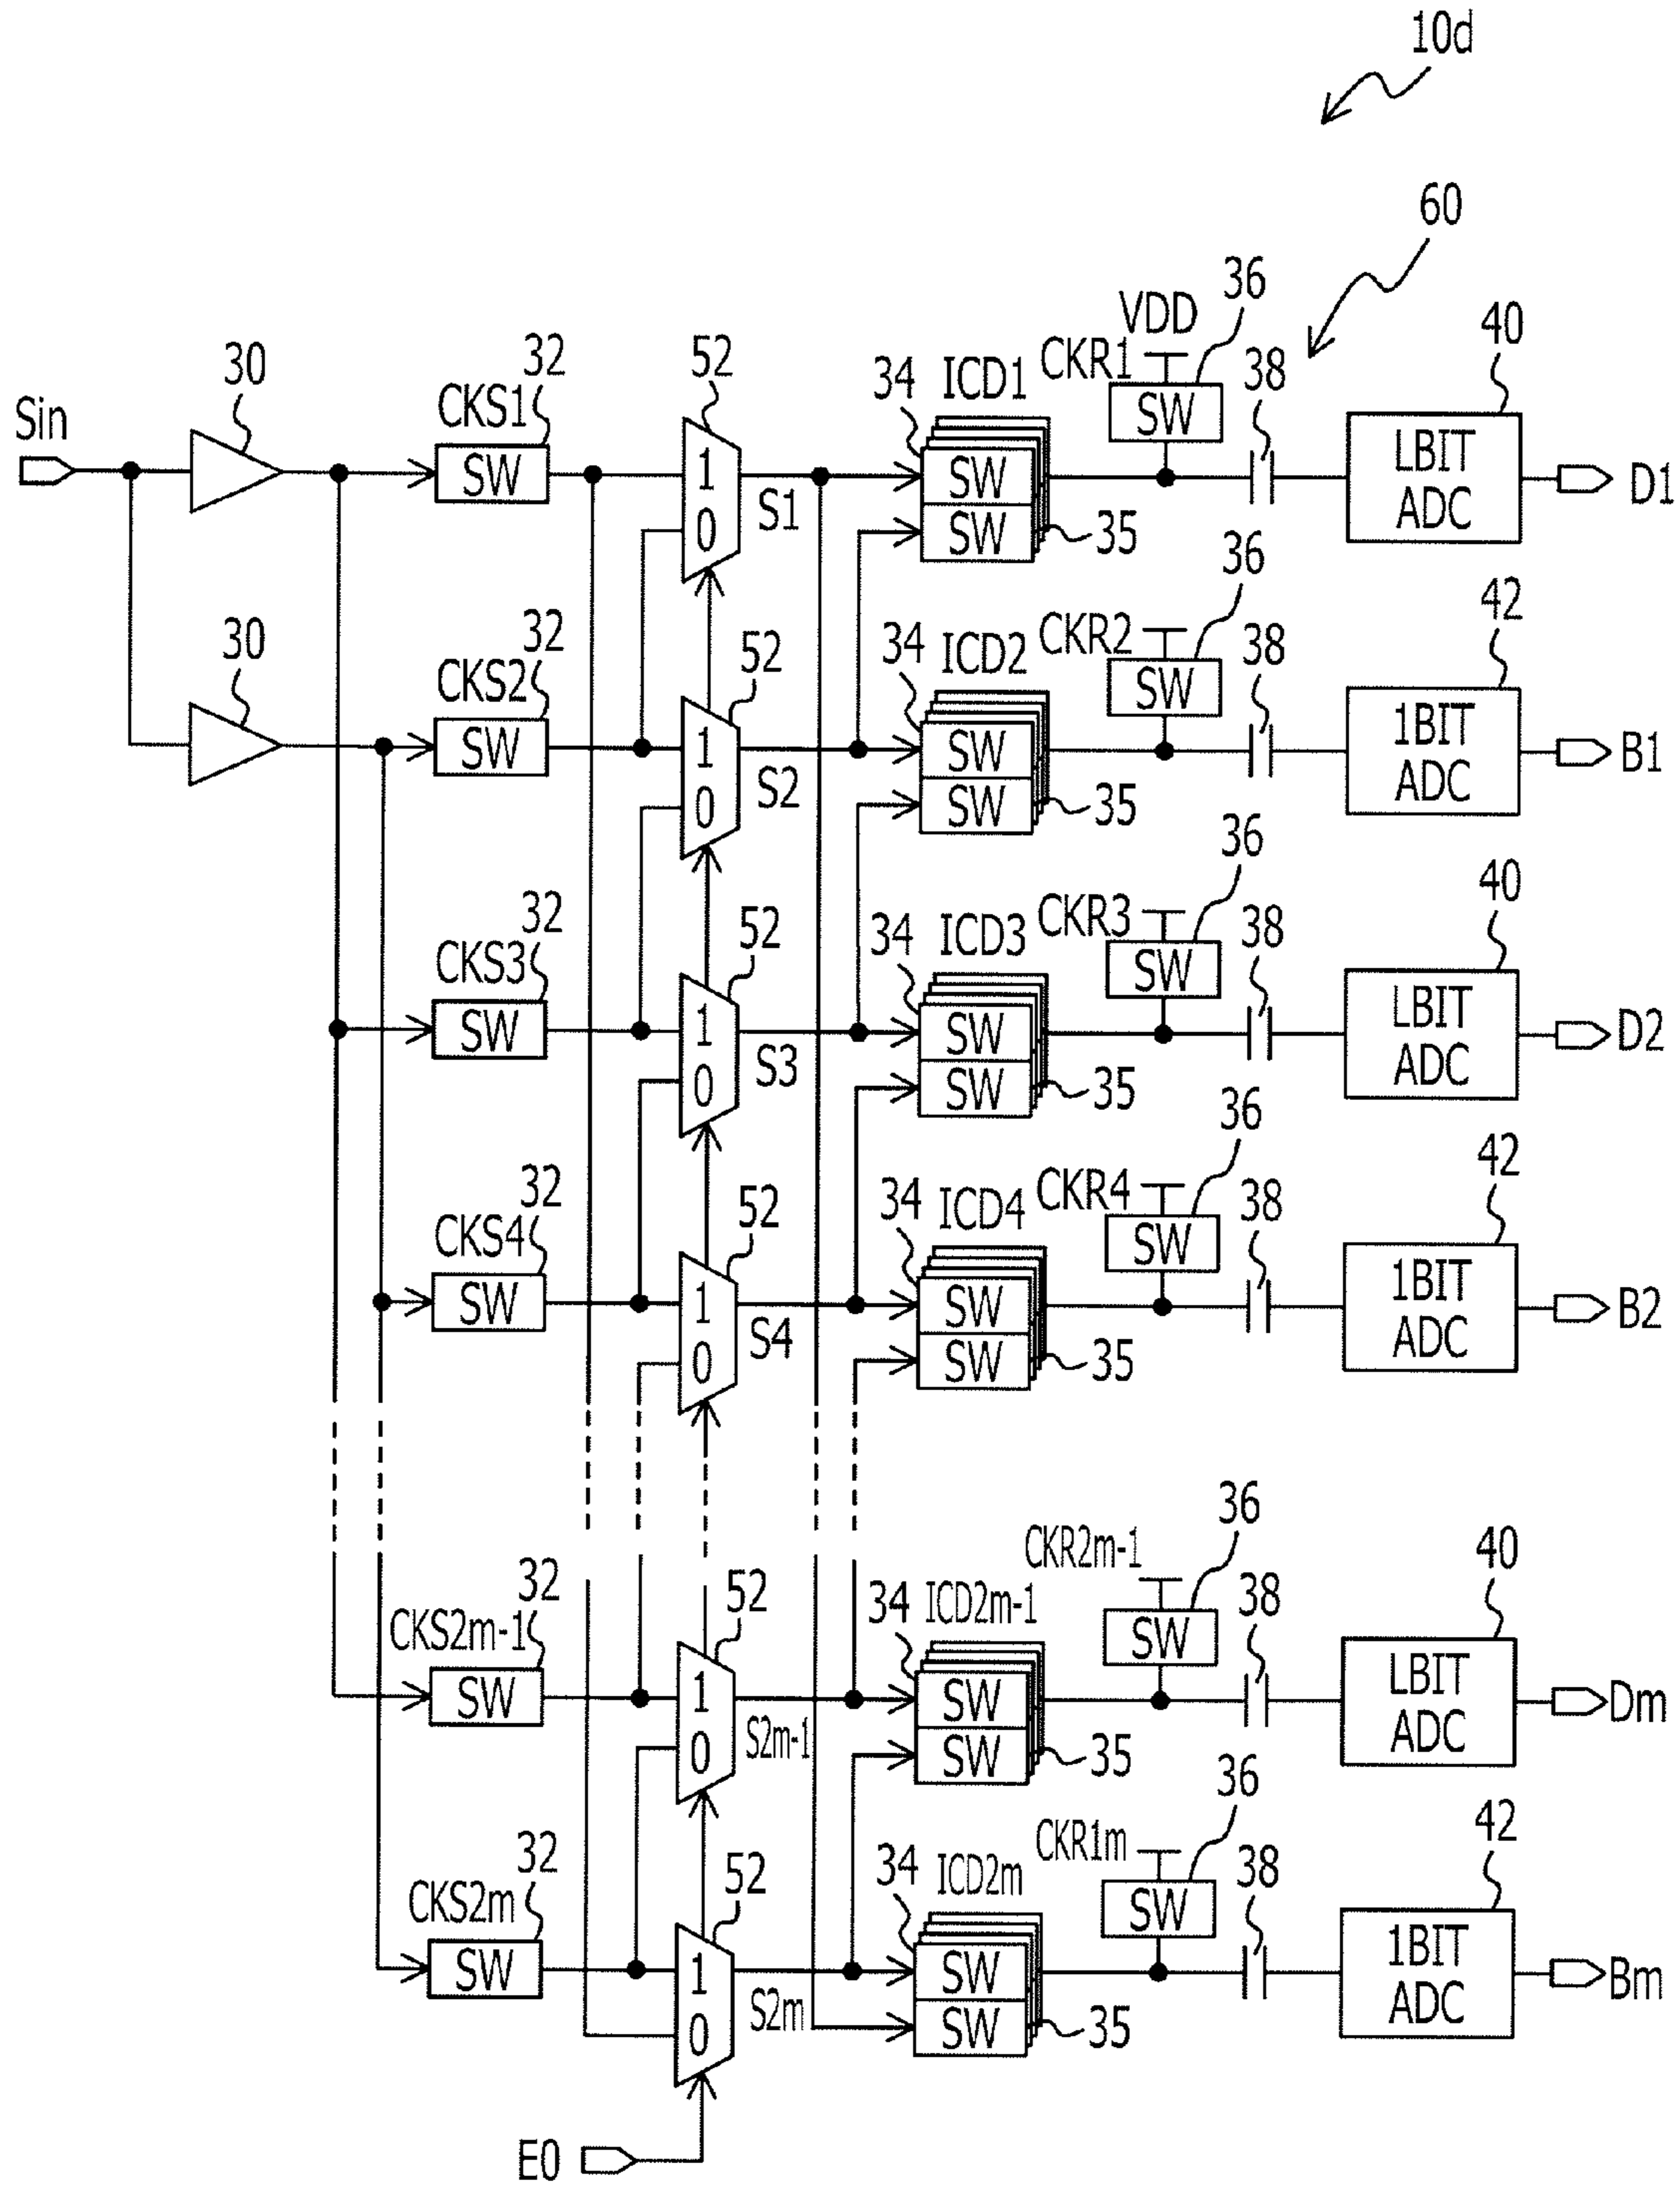 10d
60
36
VDD
CKR1
38
40
52
32
30
34
ICD1
CKS1
Sin
SW
SW
1
0
S1
SW
SW
35
LBIT
ADC
D1
36
CKR2
38
42
52
32
30
34
ICD2
CKS2
SW
SW
1
0
S2
SW
SW
35
1BIT
ADC
B1
36
CKR3
38
40
52
32
34
ICD3
CKS3
SW
SW
1
0
S3
SW
SW
35
LBIT
ADC
D2
36
CKR4
38
42
52
32
34
ICD4
CKS4
SW
SW
1
0
S4
SW
SW
35
1BIT
ADC
B2
36
CKR2m-1
38
40
52
32
34
ICD2m-1
CKS2m-1
SW
SW
1
0
S2m-1
SW
SW
35
LBIT
ADC
Dm
36
CKR1m
38
42
52
32
34
ICD2m
CKS2m
SW
SW
1
0
S2m
SW
SW
35
1BIT
ADC
Bm
E0